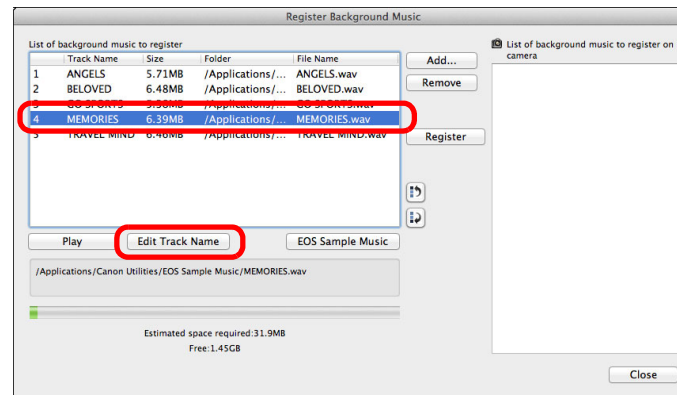 Register Background Music
List of background music to register
Track Name Size Folder File Name
1 ANGELS 5.71MB /Applications/... ANGELS.wav
2 BELOVED 6.48MB /Applications/... BELOVED.wav
3 GO SPORTS /Applications/... GO SPORTS.wav
4 MEMORIES 6.39MB /Applications/... MEMORIES.wav
5 TRAVEL MIND 6.46MB /Applications/... TRAVEL MIND.wav
Add...
Remove
Register
Play Edit Track Name EOS Sample Music
/Applications/Canon Utilities/EOS Sample Music/MEMORIES.wav
Estimated space required:31.9MB
Free:1.45GB
List of background music to register on
camera
Close